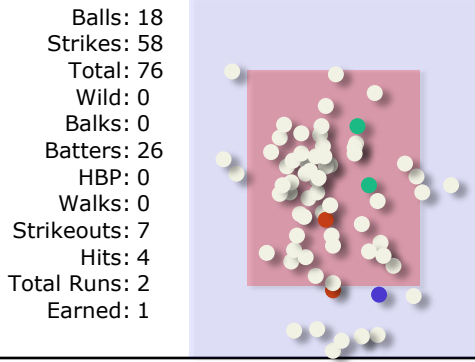 Balls: 18
Strikes: 58
Total: 76
Wild: 0
Balks: 0
Batters: 26
HBP: 0
Walks: 0
Strikeouts: 7
Hits: 4
Total Runs: 2
Earned: 1